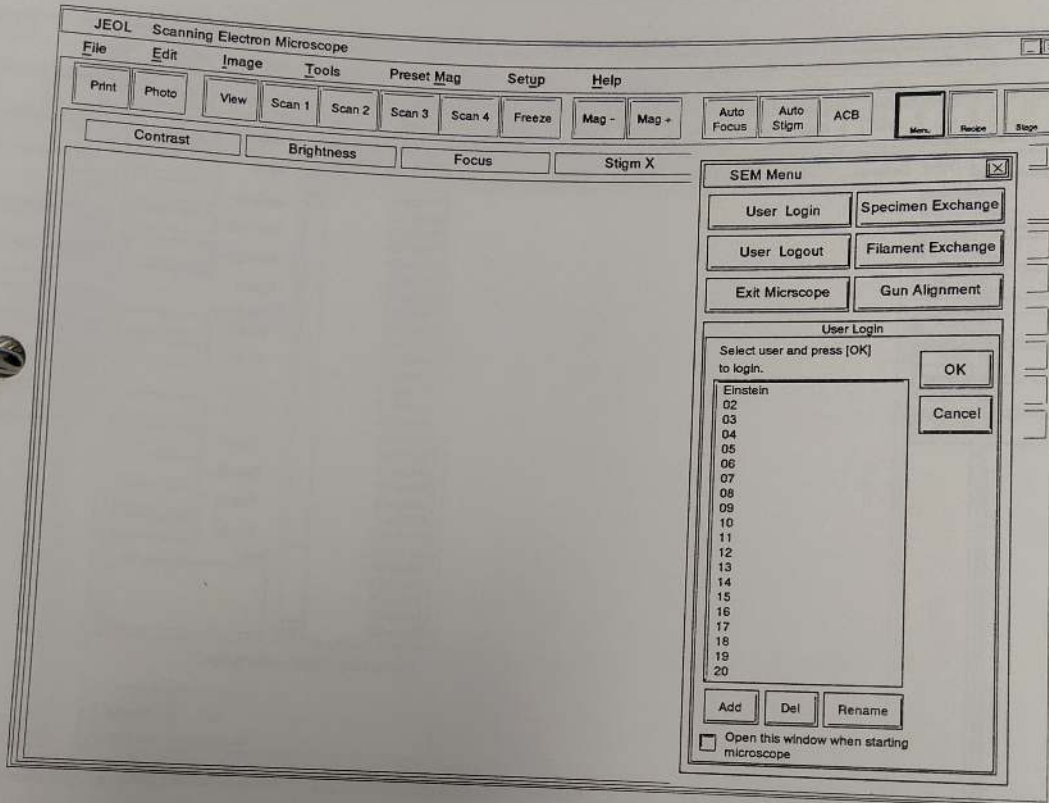 JEOL Scanning Electron Microscope
File Edit Image Tools Preset Mag Setup Help
Print Photo View Scan 1 Scan 2 Scan 3 Scan 4 Freeze Mag - Mag + Auto Focus Auto Stigm ACB Menu Recipe Stage
Contrast Brightness Focus Stigm X
SEM Menu
User Login Specimen Exchange
User Logout Filament Exchange
Exit Micrscope Gun Alignment
User Login
Select user and press [OK]
to login.
OK
Cancel
Einstein
02
03
04
05
06
07
08
09
10
11
12
13
14
15
16
17
18
19
20
Add Del Rename
Open this window when starting
microscope